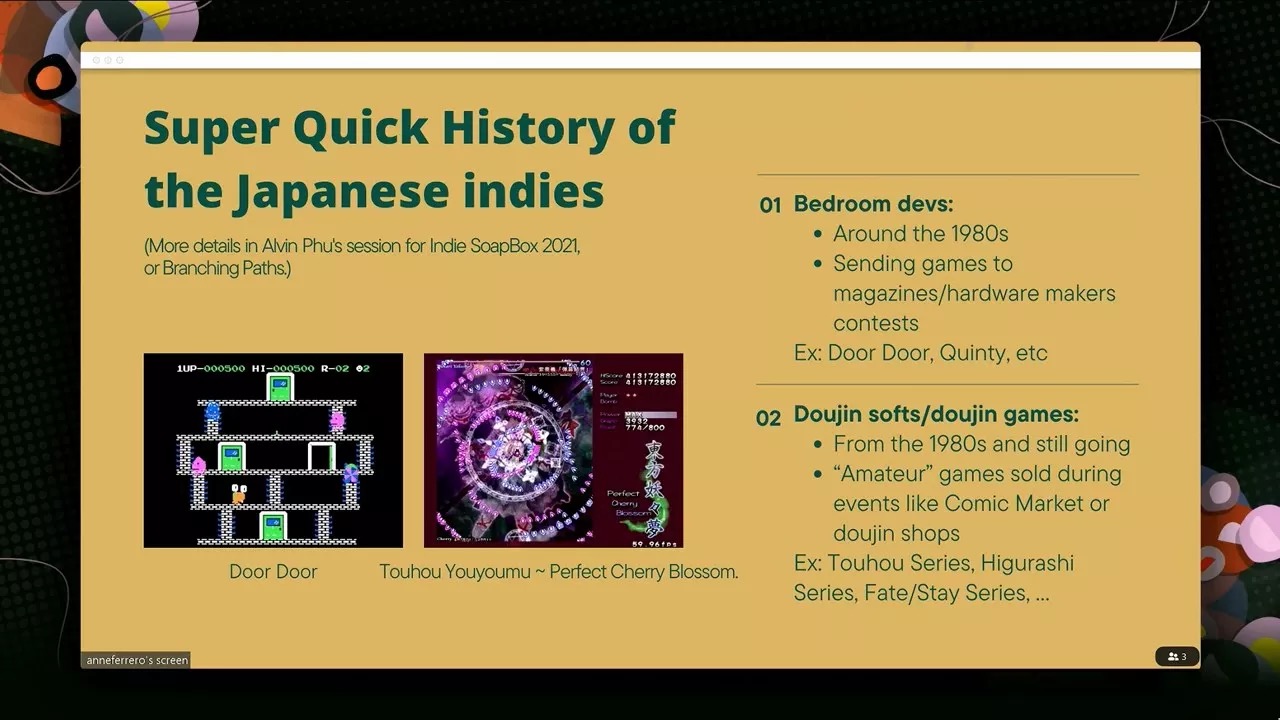 Super Quick History of
the Japanese indies
(More details in Alvin Phu's session for Indie SoapBox 2021,
or Branching Paths.)
1UP-000500 HI-000500 R-02
Perfect
Cherry
Blossom
東方妖々夢
HiScore 413172880
Score 413172880
Player
Bomb
3932
774/800
60
59.96fps
Door Door
Touhou Youyoumu ~ Perfect Cherry Blossom.
01 Bedroom devs:
• Around the 1980s
• Sending games to
magazines/hardware makers
contests
Ex: Door Door, Quinty, etc
02 Doujin softs/doujin games:
• From the 1980s and still going
• “Amateur” games sold during
events like Comic Market or
doujin shops
Ex: Touhou Series, Higurashi
Series, Fate/Stay Series, ...
anneferrero's screen
3